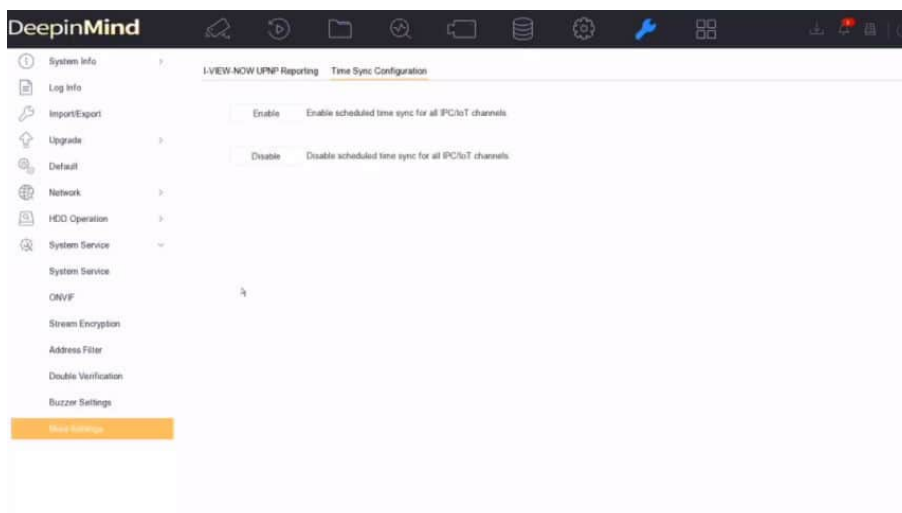 DeepinMind
System Info
Log Info
Import/Export
Upgrade
Default
Network
HDD Operation
System Service
System Service
ONVIF
Stream Encryption
Address Filter
Double Verification
Buzzer Settings
More Settings
I-VIEW-NOW UPNP Reporting Time Sync Configuration
Enable Enable scheduled time sync for all IPC/IoT channels
Disable Disable scheduled time sync for all IPC/IoT channels